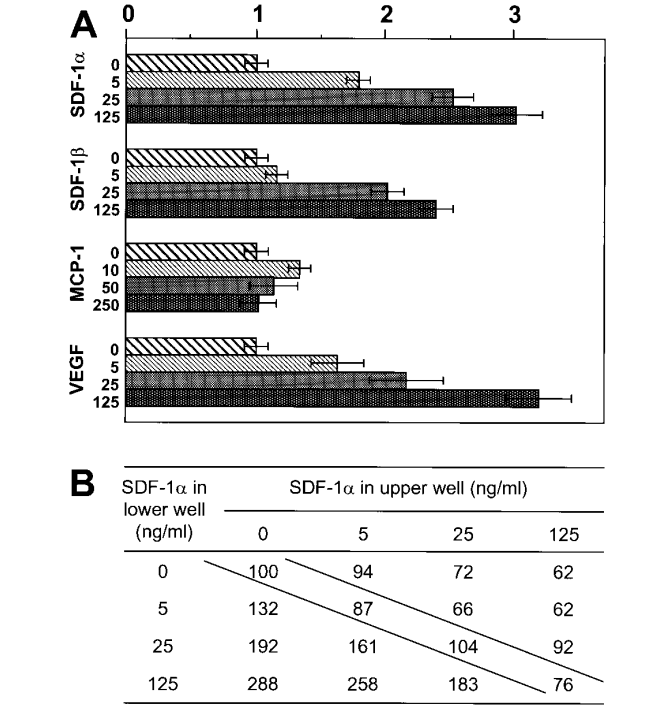 A
0 1 2 3
SDF-1α
0
5
25
125
SDF-1β
0
5
25
125
MCP-1
0
10
50
250
VEGF
0
5
25
125
B
SDF-1α in lower well (ng/ml)
SDF-1α in upper well (ng/ml)
0 5 25 125
0 100 94 72 62
5 132 87 66 62
25 192 161 104 92
125 288 258 183 76